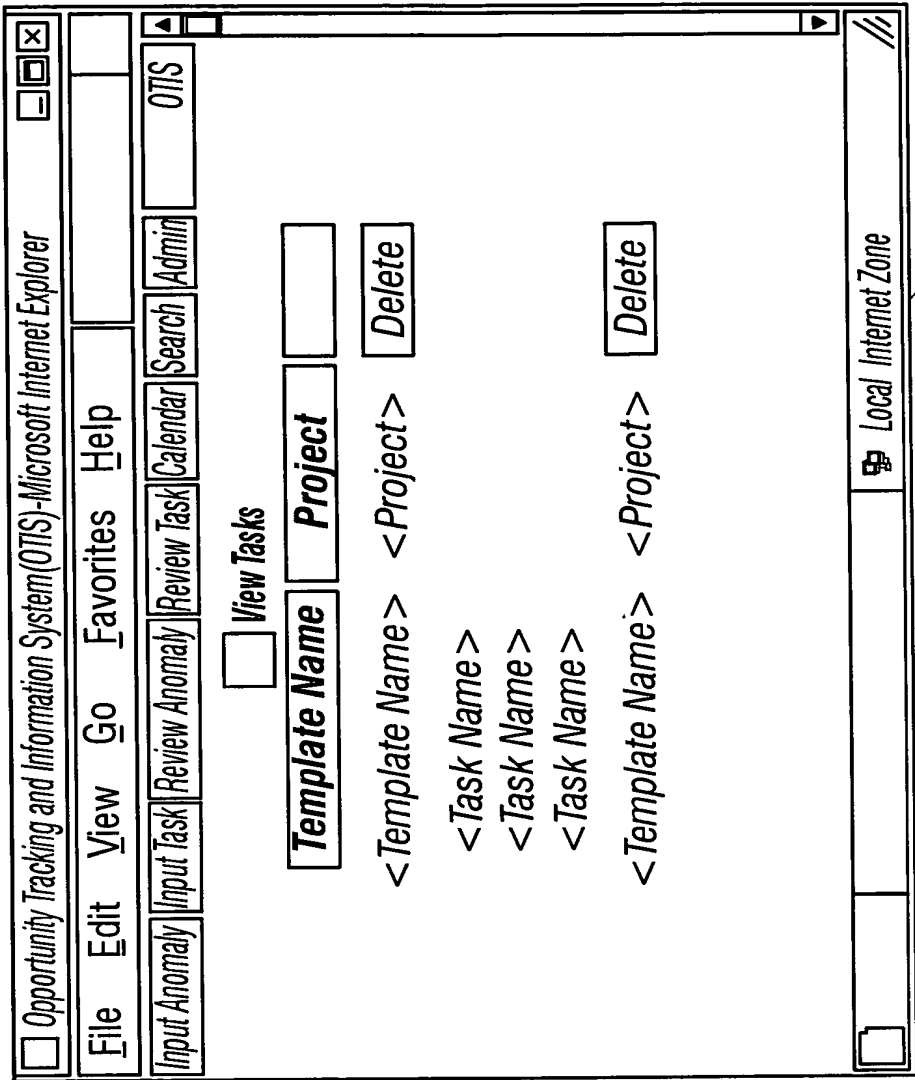 Opportunity Tracking and Information System(OTIS)-Microsoft Internet Explorer
File Edit View Go Favorites Help
Input Anomaly Input Task Review Anomaly Review Task Calendar Search Admin OTIS
View Tasks
Template Name Project
<Template Name> <Project> Delete
<Task Name>
<Task Name>
<Task Name>
<Template Name> <Project> Delete
Local Internet Zone